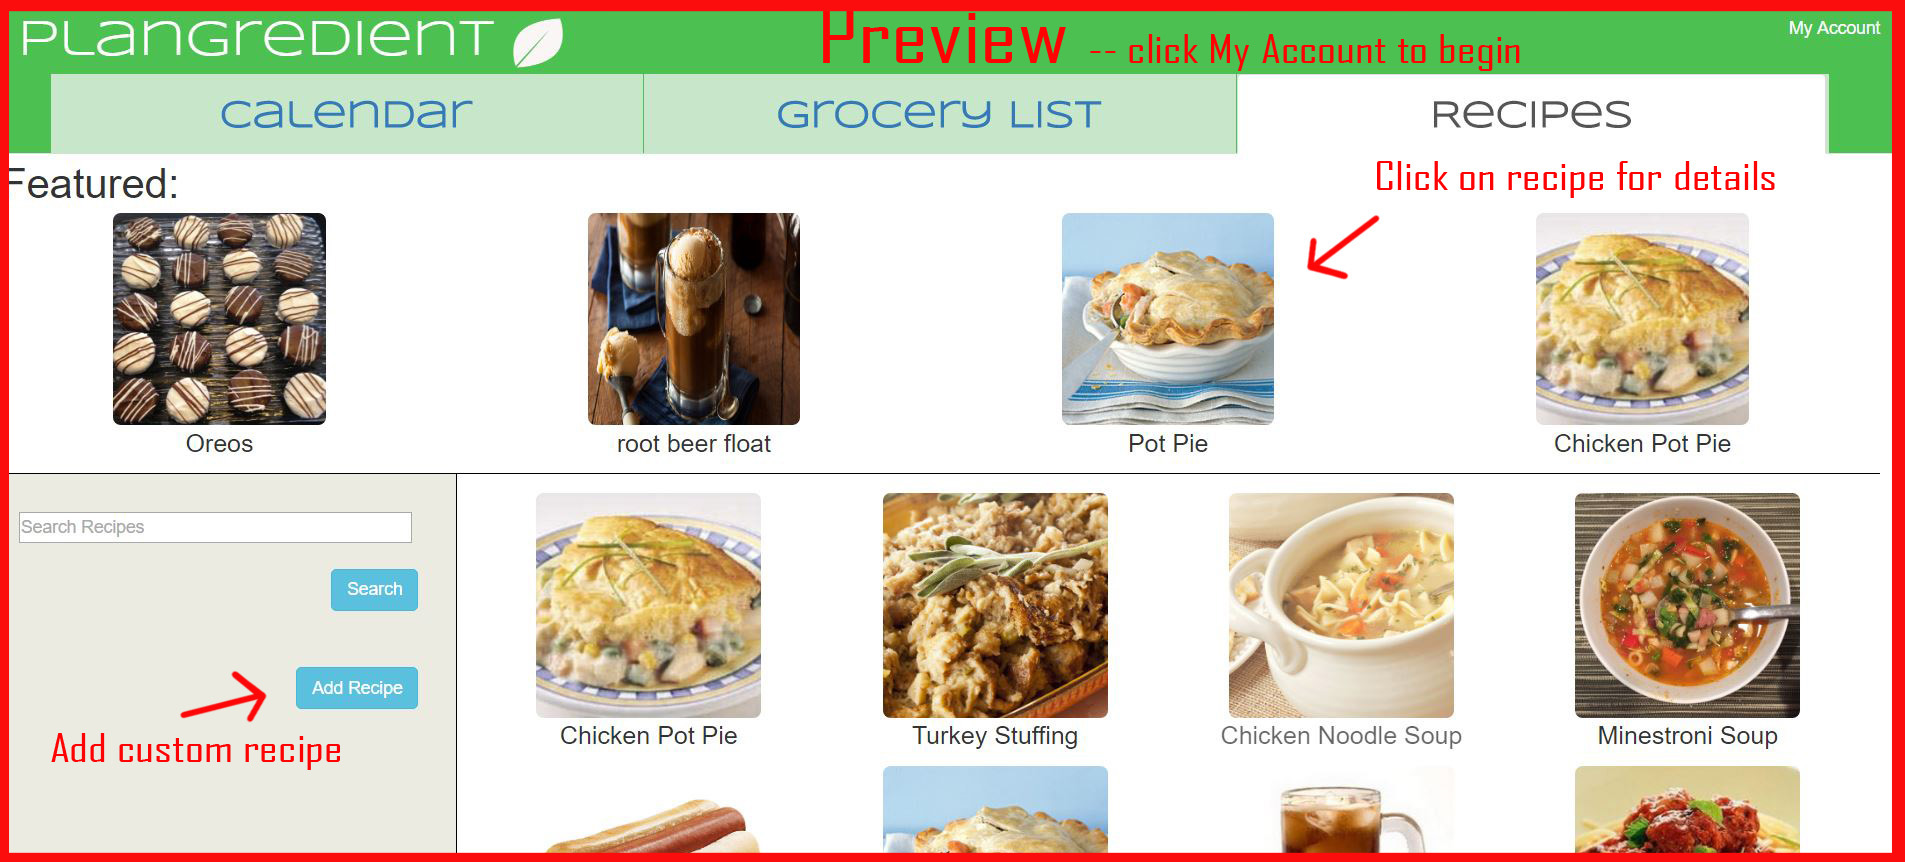 PLANGREDIENT
Preview -- click My Account to begin
My Account
Calendar
Grocery List
Recipes
Click on recipe for details
Featured:
Oreos
root beer float
Pot Pie
Chicken Pot Pie
Search Recipes
Search
Add Recipe
Add custom recipe
Chicken Pot Pie
Turkey Stuffing
Chicken Noodle Soup
Minestroni Soup